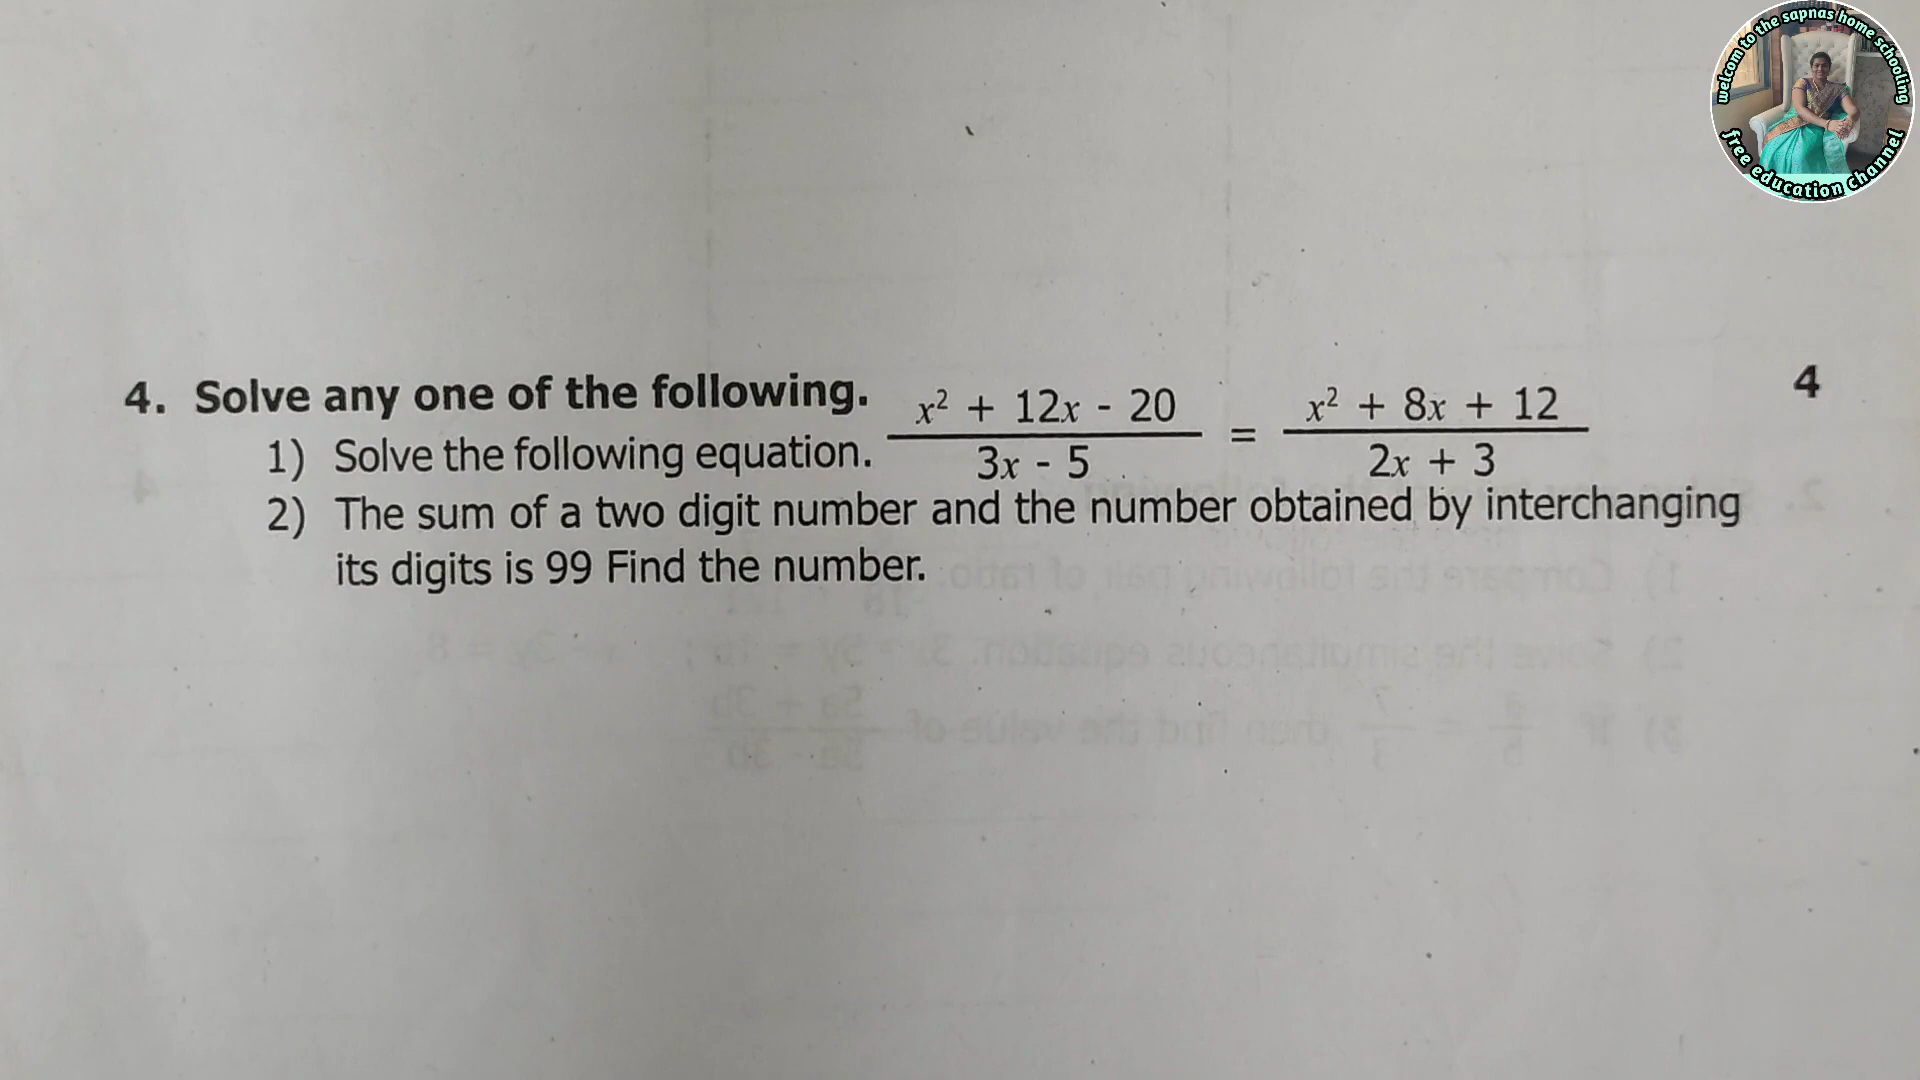 welcom to the sapnas home schooling
free education channel
4. Solve any one of the following. 4
1) Solve the following equation. x² + 12x - 20 / 3x - 5 = x² + 8x + 12 / 2x + 3
2) The sum of a two digit number and the number obtained by interchanging
its digits is 99 Find the number.